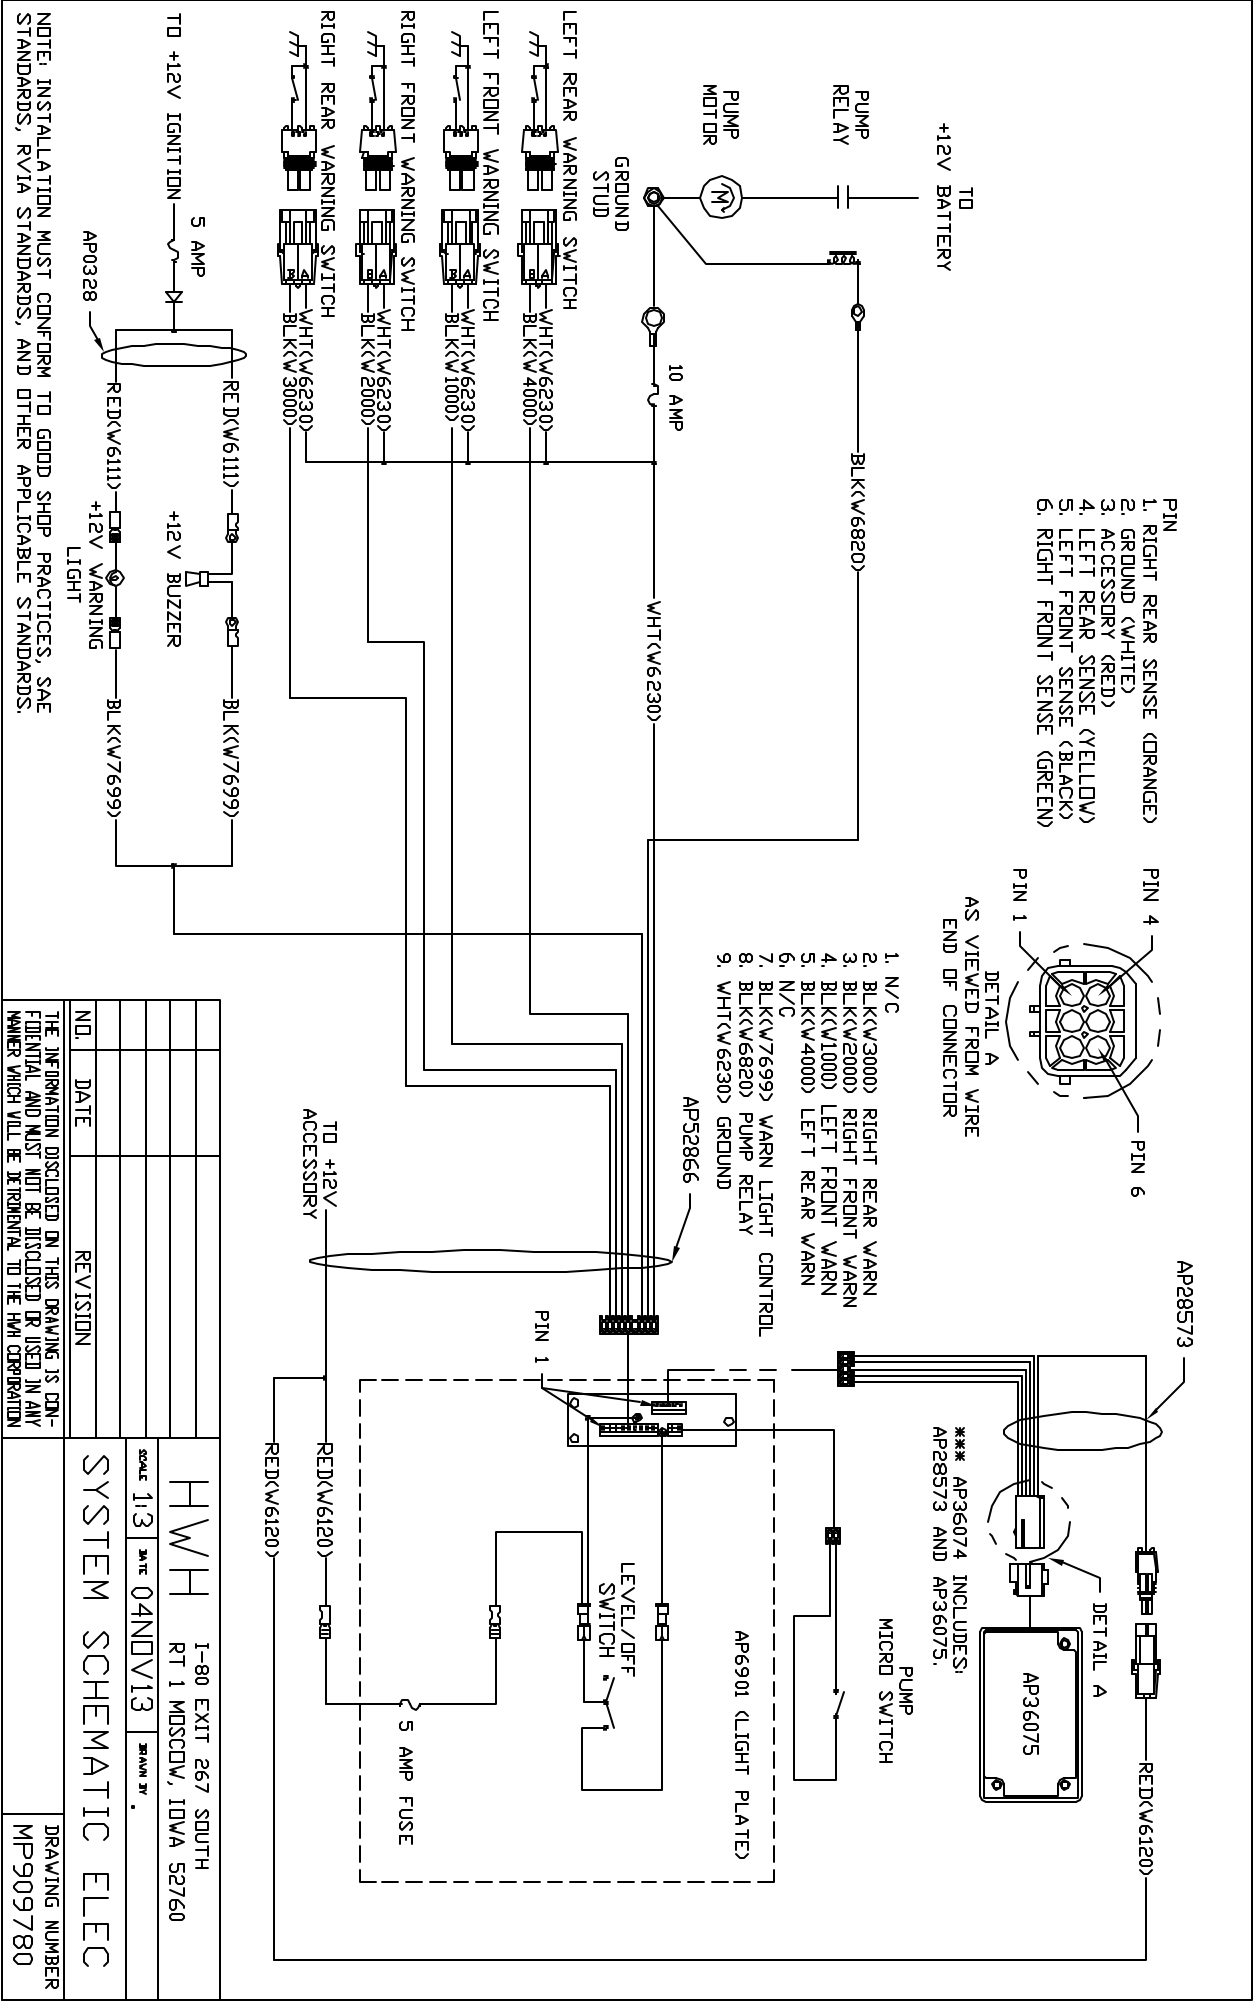 TO
+12V BATTERY
PUMP
RELAY
PUMP
MOTOR
GROUND
STUD
10 AMP
BLK(W6820)
WHT(W6230)
LEFT REAR WARNING SWITCH
WHT(W6230)
BLK(W4000)
B A
LEFT FRONT WARNING SWITCH
WHT(W6230)
BLK(W1000)
B A
RIGHT FRONT WARNING SWITCH
WHT(W6230)
BLK(W2000)
B A
RIGHT REAR WARNING SWITCH
WHT(W6230)
BLK(W3000)
B A
TO +12V IGNITION
5 AMP
AP0328
RED(W6111)
RED(W6111)
+12V BUZZER
+12V WARNING
LIGHT
BLK(W7699)
BLK(W7699)
NOTE: INSTALLATION MUST CONFORM TO GOOD SHOP PRACTICES, SAE
STANDARDS, RVIA STANDARDS, AND OTHER APPLICABLE STANDARDS.
PIN
1. RIGHT REAR SENSE (ORANGE)
2. GROUND (WHITE)
3. ACCESSORY (RED)
4. LEFT REAR SENSE (YELLOW)
5. LEFT FRONT SENSE (BLACK)
6. RIGHT FRONT SENSE (GREEN)
PIN 4
PIN 1
PIN 6
DETAIL A
AS VIEWED FROM WIRE
END OF CONNECTOR
1. N/C
2. BLK(W3000) RIGHT REAR WARN
3. BLK(W2000) RIGHT FRONT WARN
4. BLK(W1000) LEFT FRONT WARN
5. BLK(W4000) LEFT REAR WARN
6. N/C
7. BLK(W7699) WARN LIGHT CONTROL
8. BLK(W6820) PUMP RELAY
9. WHT(W6230) GROUND
AP52866
TO +12V
ACCESSORY
PIN 1
AP28573
*** AP36074 INCLUDES:
AP28573 AND AP36075.
DETAIL A
AP36075
RED(W6120)
PUMP
MICRO SWITCH
AP6901 (LIGHT PLATE)
LEVEL/OFF
SWITCH
5 AMP FUSE
RED(W6120)
RED(W6120)
NO. DATE REVISION
THE INFORMATION DISCLOSED ON THIS DRAWING IS CON-
FIDENTIAL AND MUST NOT BE DISCLOSED OR USED IN ANY
MANNER WHICH WILL BE DETRIMENTAL TO THE HWH CORPORATION
HWH
I-80 EXIT 267 SOUTH
RT 1 MOSCOW, IOWA 52760
SCALE 1:3 DATE 04NOV13 DRAWN BY .
SYSTEM SCHEMATIC ELEC
DRAWING NUMBER
MP909780